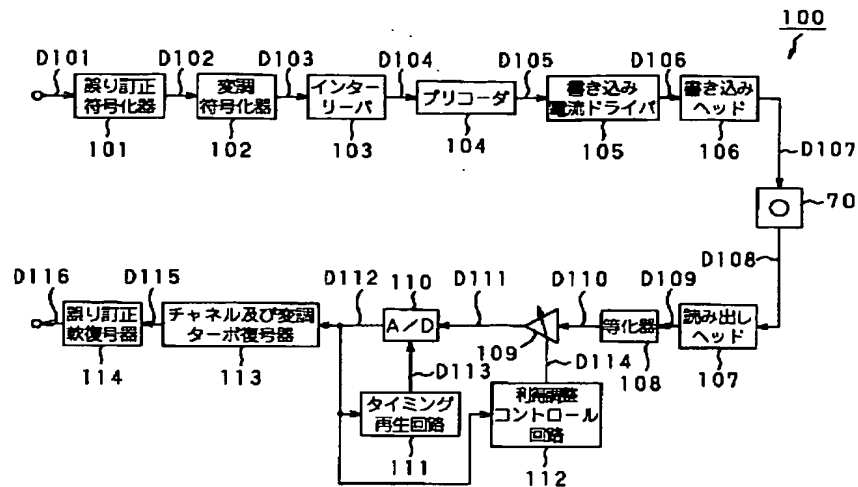 100
D101 D102 D103 D104 D105 D106
誤り訂正
符号化器
変調
符号化器
インター
リーバ
プリコーダ
書き込み
電流ドライバ
書き込み
ヘッド
101 102 103 104 105 106
D107
70
D108
D116 D115 D112 110 D111 D110 D109
誤り訂正
軟復号器
チャネル及び変調
ターボ復号器
A/D
等化器
読み出し
ヘッド
114 113 109 108 107
D113 D114
タイミング
再生回路
111
利得調整
コントロール
回路
112